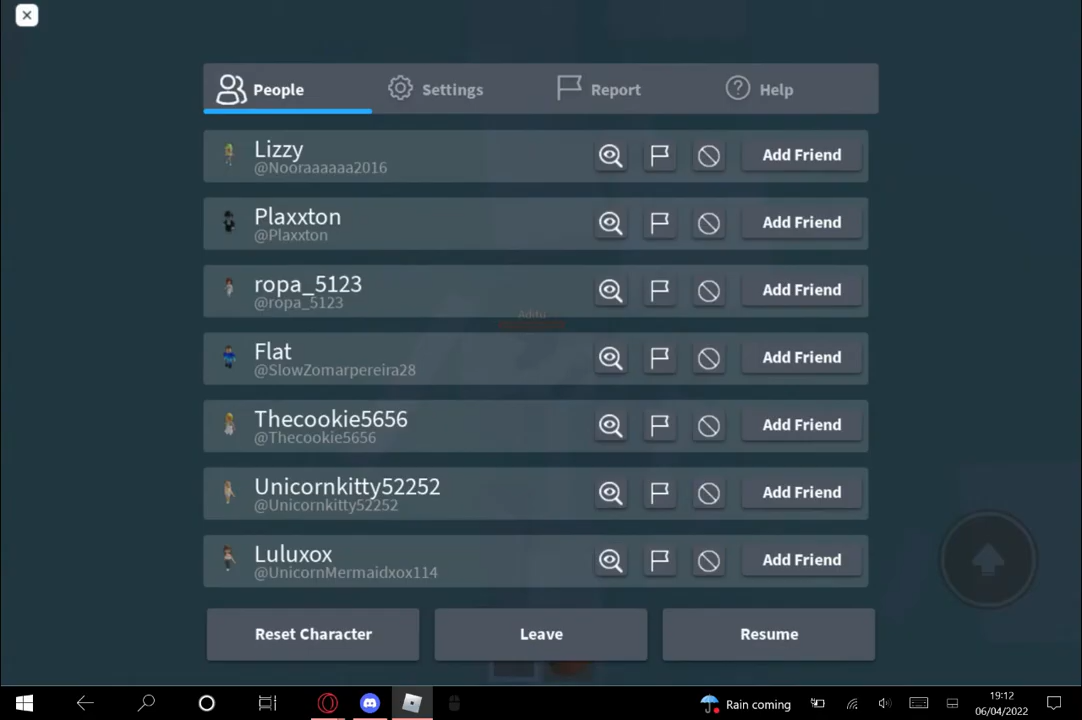 People
Settings
Report
Help
Lizzy
@Nooraaaaaa2016
Add Friend
Plaxxton
@Plaxxton
Add Friend
ropa_5123
@ropa_5123
Add Friend
Aditu
Flat
@SlowZomarpereira28
Add Friend
Thecookie5656
@Thecookie5656
Add Friend
Unicornkitty52252
@Unicornkitty52252
Add Friend
Luluxox
@UnicornMermaidxox114
Add Friend
Reset Character
Leave
Resume
Rain coming
19:12
06/04/2022